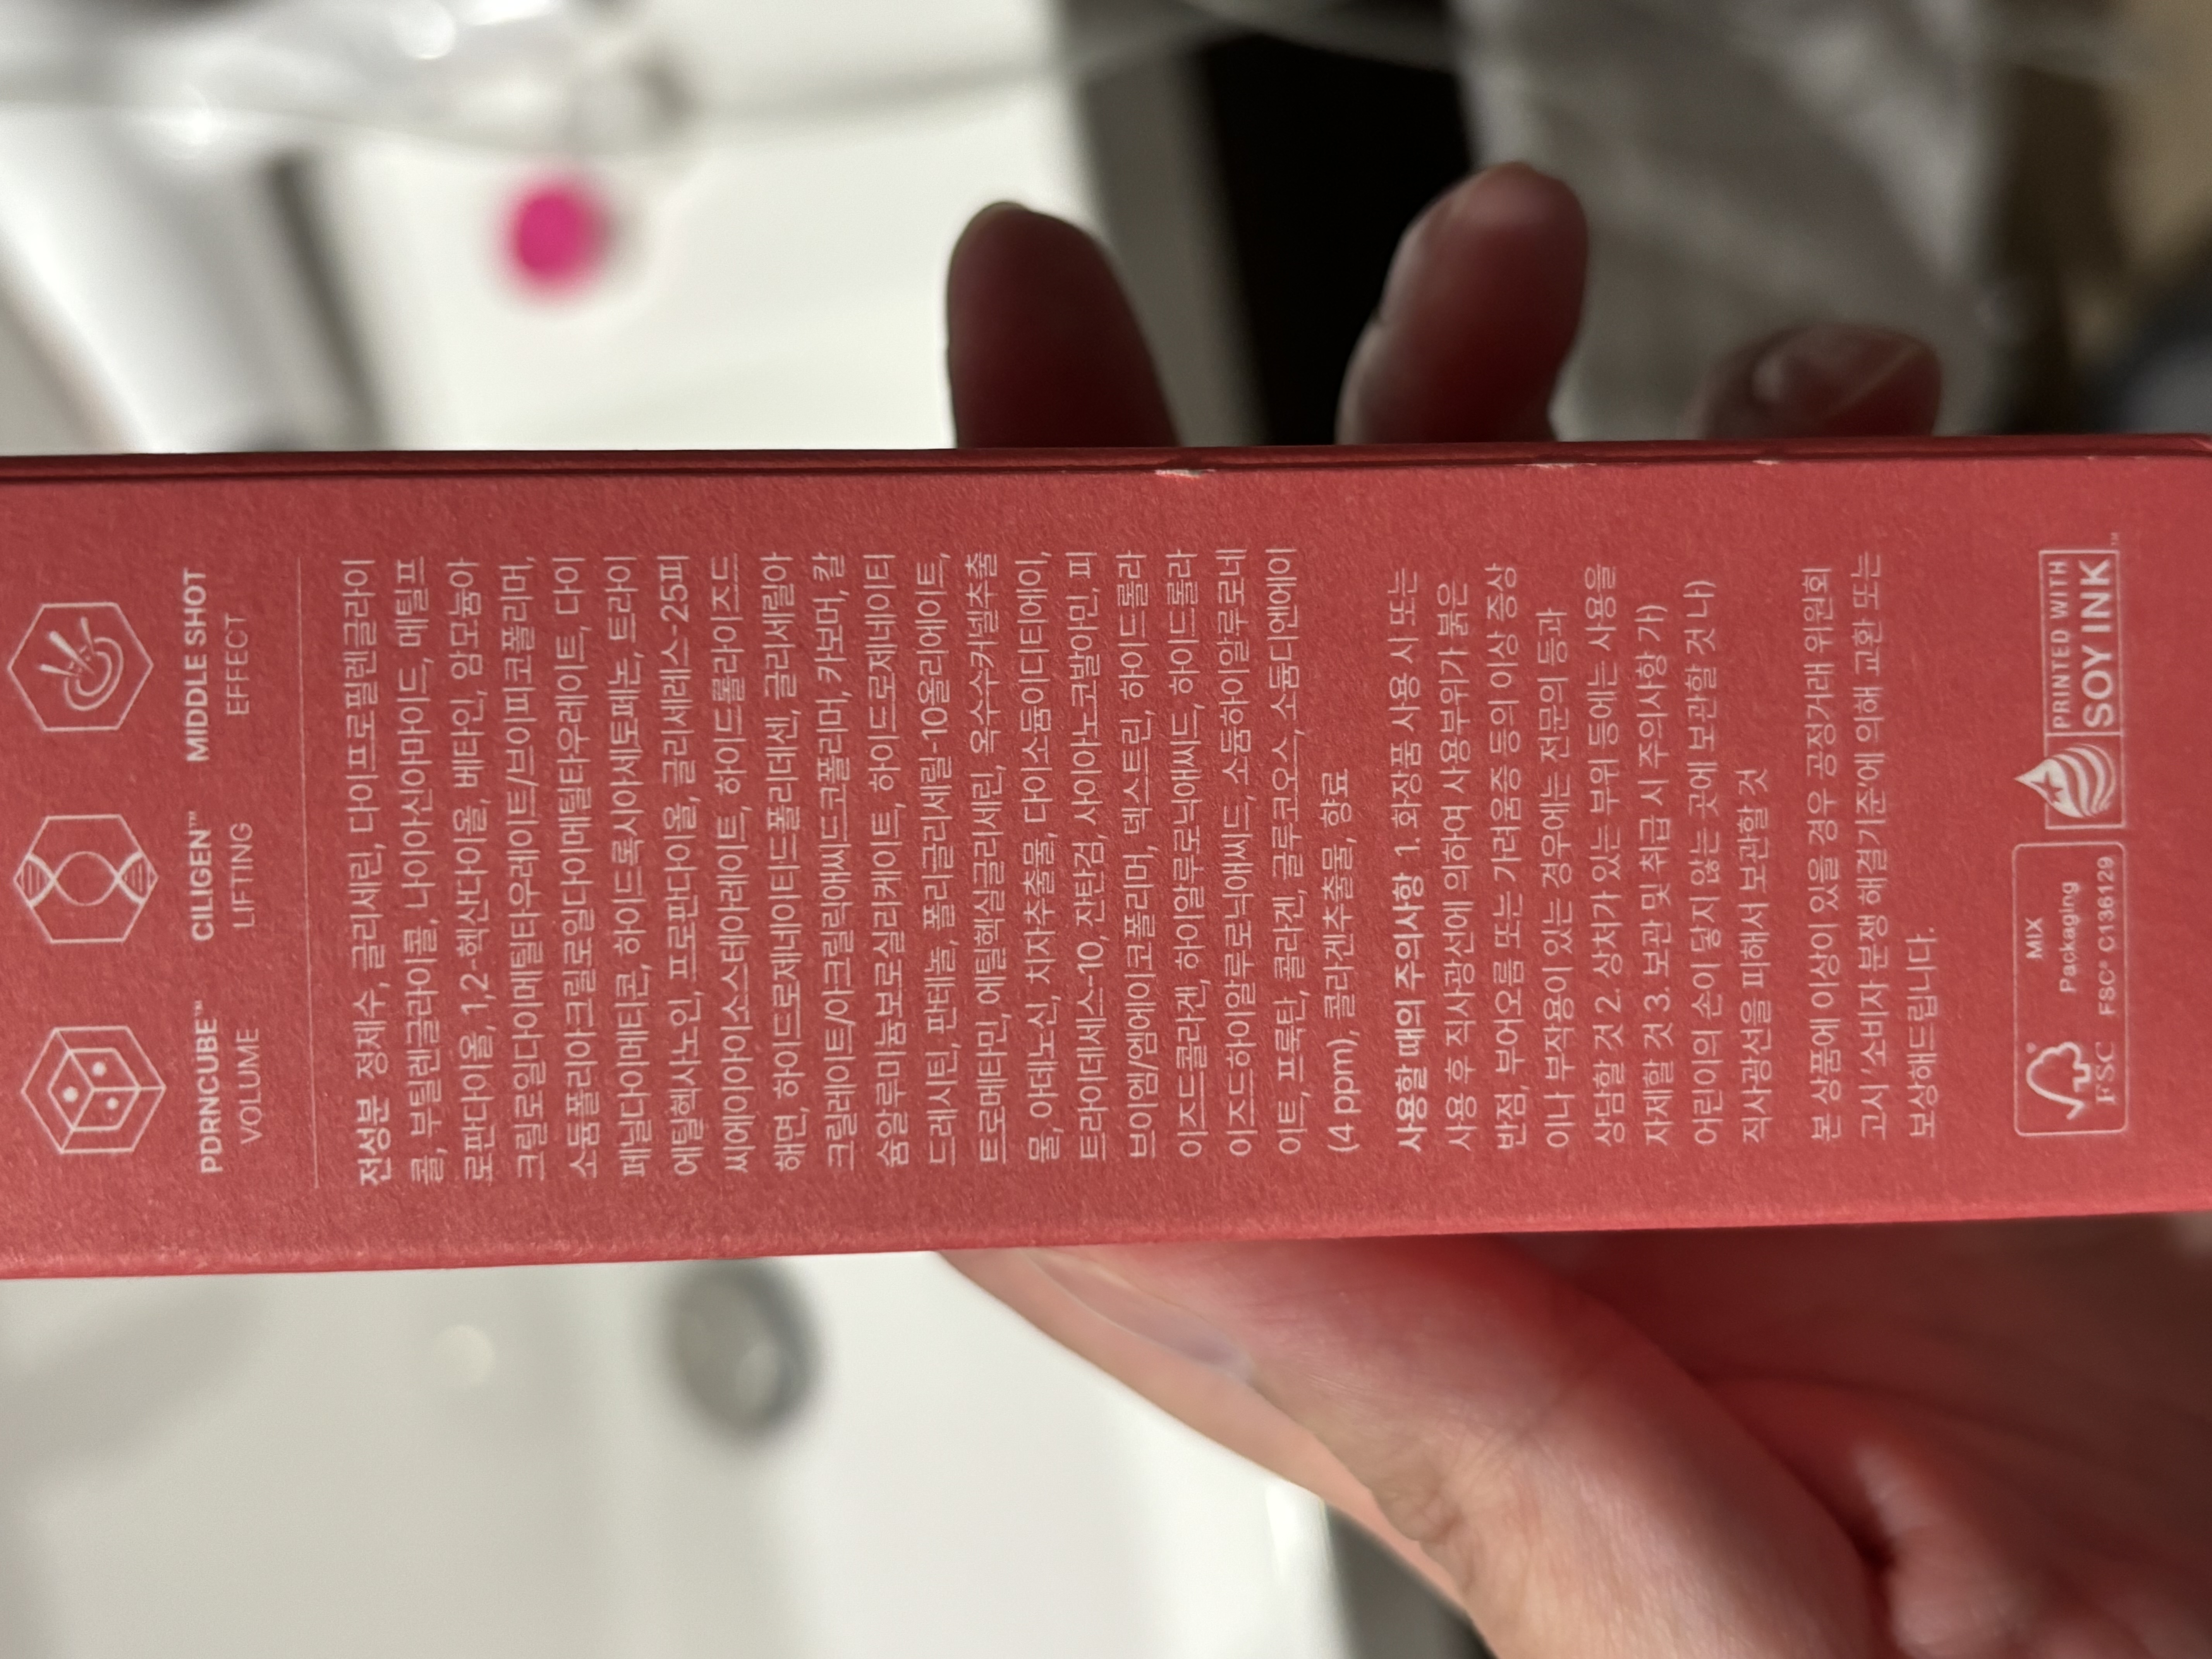 PDRNCUBE™ CILIGEN™ MIDDLE SHOT
VOLUME LIFTING EFFECT
전성분 정제수, 글리세린, 다이프로필렌글라이
콜, 부틸렌글라이콜, 나이아신아마이드, 메틸프
로판다이올, 1,2-헥산다이올, 베타인, 암모늄아
크릴로일다이메틸타우레이트/브이피코폴리머,
소듐폴리아크릴로일다이메틸타우레이트, 다이
페닐다이메티콘, 하이드록시아세토페논, 트라이
에틸헥사노인, 프로판다이올, 글리세레스-25피
씨에이아이소스테아레이트, 하이드롤라이즈드
해면, 하이드로제네이티드폴리데센, 글리세릴아
크릴레이트/아크릴릭애씨드코폴리머, 카보머, 칼
슘알루미늄보로실리케이트, 하이드로제네이티
드레시틴, 판테놀, 폴리글리세릴-10올리에이트,
트로메타민, 에틸헥실글리세린, 옥수수커넬추출
물, 아데노신, 치자추출물, 다이소듐이디티에이,
트라이데세스-10, 잔탄검, 사이아노코발아민, 피
브이엠/엠에이코폴리머, 덱스트린, 하이드롤라
이즈드콜라겐, 하이알루로닉애씨드, 하이드롤라
이즈드하이알루로닉애씨드, 소듐하이알루로네
이트, 프룩탄, 콜라겐, 글루코오스, 소듐디엔에이
(4 ppm), 콜라겐추출물, 향료
사용할 때의 주의사항 1. 화장품 사용 시 또는
사용 후 직사광선에 의하여 사용부위가 붉은
반점, 부어오름 또는 가려움증 등의 이상 증상
이나 부작용이 있는 경우에는 전문의 등과
상담할 것 2. 상처가 있는 부위 등에는 사용을
자제할 것 3. 보관 및 취급 시 주의사항 가)
어린이의 손이 닿지 않는 곳에 보관할 것 나)
직사광선을 피해서 보관할 것
본 상품에 이상이 있을 경우 공정거래 위원회
고시 '소비자 분쟁 해결기준'에 의해 교환 또는
보상해드립니다.
FSC®
MIX
Packaging
FSC® C136129
PRINTED WITH
SOY INK™